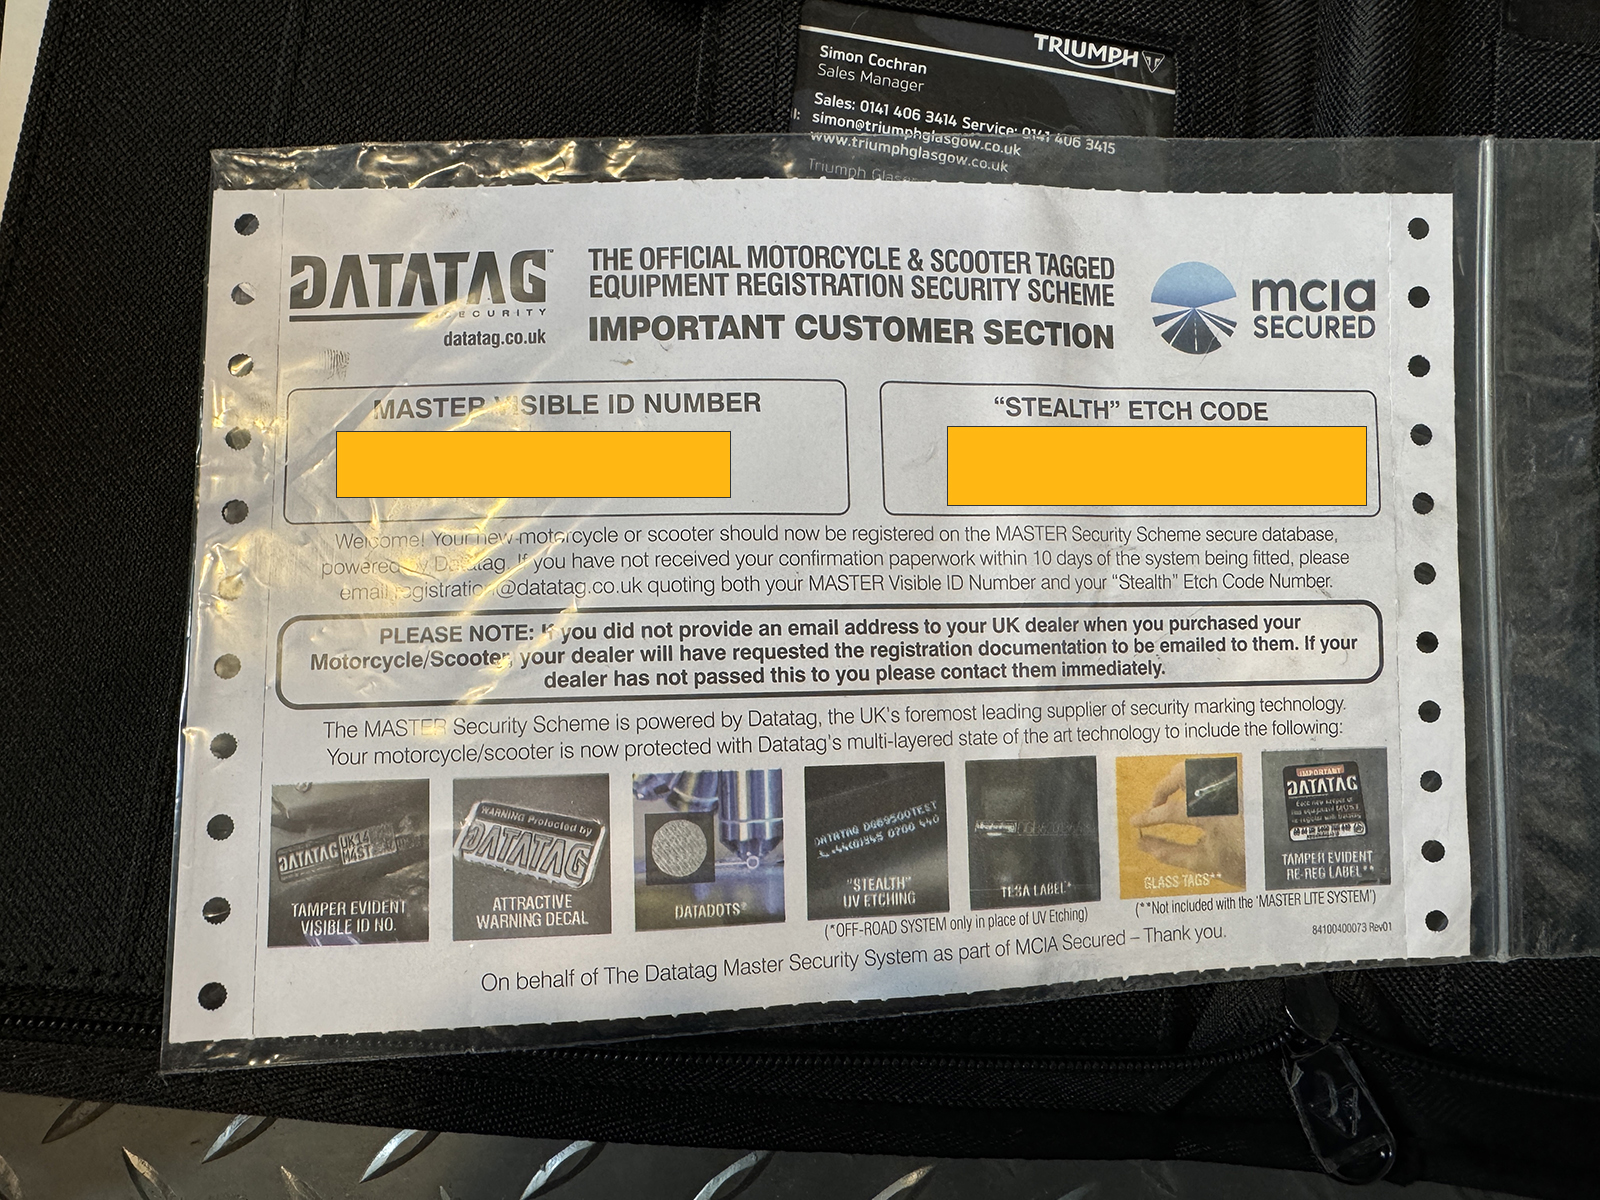 TRIUMPH
Simon Cochran
Sales Manager
Sales: 0141 406 3414 Service: 0141 406 3415
simon@triumphglasgow.co.uk
www.triumphglasgow.co.uk
Triumph
DATATAG™
SECURITY
datatag.co.uk
THE OFFICIAL MOTORCYCLE & SCOOTER TAGGED
EQUIPMENT REGISTRATION SECURITY SCHEME
IMPORTANT CUSTOMER SECTION
mcia
SECURED
MASTER VISIBLE ID NUMBER
“STEALTH” ETCH CODE
Welcome! Your new motorcycle or scooter should now be registered on the MASTER Security Scheme secure database,
powered by Datatag. If you have not received your confirmation paperwork within 10 days of the system being fitted, please
email registration@datatag.co.uk quoting both your MASTER Visible ID Number and your “Stealth” Etch Code Number.
PLEASE NOTE: If you did not provide an email address to your UK dealer when you purchased your
Motorcycle/Scooter, your dealer will have requested the registration documentation to be emailed to them. If your
dealer has not passed this to you please contact them immediately.
The MASTER Security Scheme is powered by Datatag, the UK's foremost leading supplier of security marking technology.
Your motorcycle/scooter is now protected with Datatag's multi-layered state of the art technology to include the following:
DATATAG UK14
MAST
TAMPER EVIDENT
VISIBLE ID NO.
WARNING Protected by
DATATAG
ATTRACTIVE
WARNING DECAL
DATADOTS®
DATATAG DGB9500TEST
"STEALTH"
UV ETCHING
TESA LABEL*
GLASS TAGS**
IMPORTANT
DATATAG
TAMPER EVIDENT
RE-REG LABEL**
(*OFF-ROAD SYSTEM only in place of UV Etching)
(**Not included with the 'MASTER LITE SYSTEM')
84100400073 Rev01
On behalf of The Datatag Master Security System as part of MCIA Secured – Thank you.